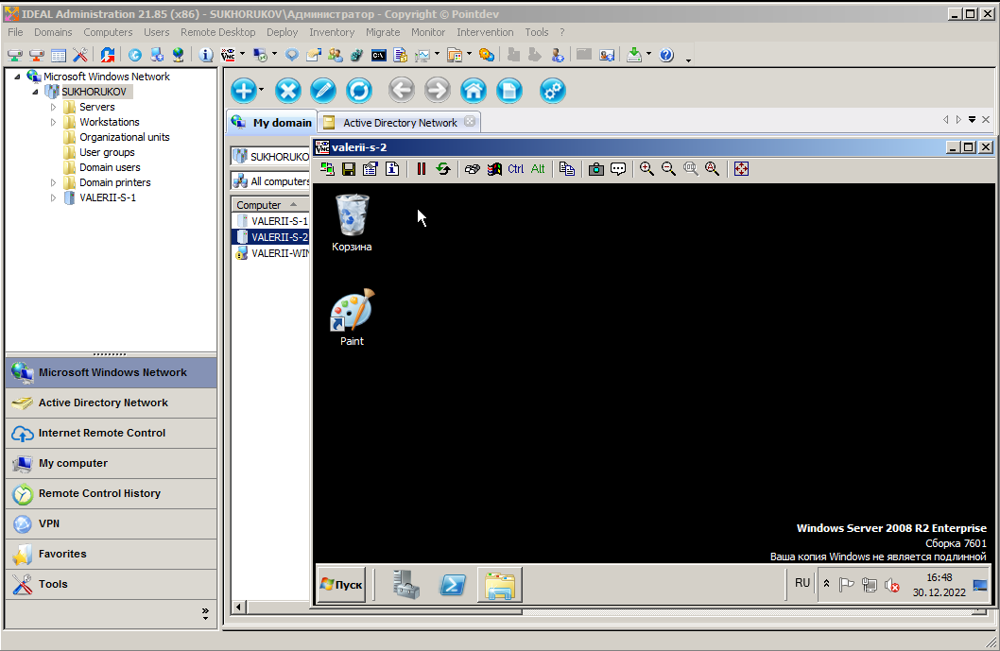 IDEAL Administration 21.85 (x86) - SUKHORUKOV\Администратор - Copyright © Pointdev
File Domains Computers Users Remote Desktop Deploy Inventory Migrate Monitor Intervention Tools ?
Microsoft Windows Network
SUKHORUKOV
Servers
Workstations
Organizational units
User groups
Domain users
Domain printers
VALERII-S-1
Microsoft Windows Network
Active Directory Network
Internet Remote Control
My computer
Remote Control History
VPN
Favorites
Tools
My domain
Active Directory Network
SUKHORUKO
All computers
Computer
VALERII-S-1
VALERII-S-2
VALERII-WIN
valerii-s-2
Ctrl Alt
Корзина
Paint
Windows Server 2008 R2 Enterprise
Сборка 7601
Ваша копия Windows не является подлинной
Пуск
RU
16:48
30.12.2022